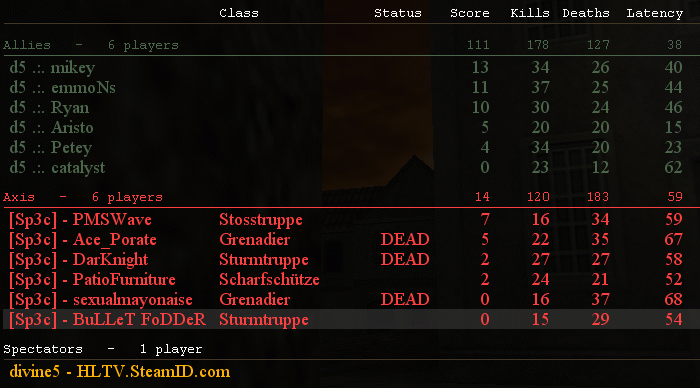 Class Status Score Kills Deaths Latency
Allies - 6 players 111 178 127 38
d5 .:. mikey 13 34 26 40
d5 .:. emmoNs 11 37 25 44
d5 .:. Ryan 10 30 24 46
d5 .:. Aristo 5 20 20 15
d5 .:. Petey 4 34 20 23
d5 .:. catalyst 0 23 12 62
Axis - 6 players 14 120 183 59
[Sp3c] - PMSWave Stosstruppe 7 16 34 59
[Sp3c] - Ace_Porate Grenadier DEAD 5 22 35 67
[Sp3c] - DarKnight Sturmtruppe DEAD 2 27 27 58
[Sp3c] - PatioFurniture Scharfschütze 2 24 21 52
[Sp3c] - sexualmayonaise Grenadier DEAD 0 16 37 68
[Sp3c] - BuLLeT FoDDeR Sturmtruppe 0 15 29 54
Spectators - 1 player
divine5 - HLTV.SteamID.com